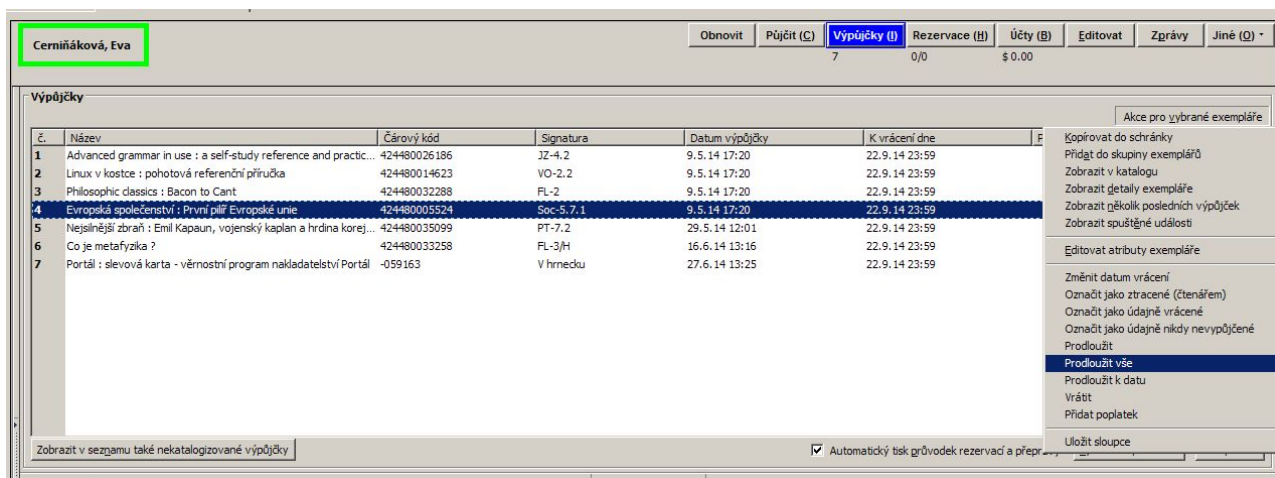 Cerniňáková, Eva
Obnovit Půjčit (C) Výpůjčky (I) Rezervace (H) Účty (B) Editovat Zprávy Jiné (O)
7 0/0 $ 0.00
Výpůjčky
Akce pro vybrané exempláře
č. Název Čárový kód Signatura Datum výpůjčky K vrácení dne
1 Advanced grammar in use : a self-study reference and practic... 424480026186 JZ-4.2 9.5.14 17:20 22.9.14 23:59
2 Linux v kostce : pohotová referenční příručka 424480014623 VO-2.2 9.5.14 17:20 22.9.14 23:59
3 Philosophic classics : Bacon to Cant 424480032288 FL-2 9.5.14 17:20 22.9.14 23:59
4 Evropská společenství : První pilíř Evropské unie 424480005524 Soc-5.7.1 9.5.14 17:20 22.9.14 23:59
5 Nejsilnější zbraň : Emil Kapaun, vojenský kaplan a hrdina korej... 424480035099 PT-7.2 29.5.14 12:01 22.9.14 23:59
6 Co je metafyzika ? 424480033258 FL-3/H 16.6.14 13:16 22.9.14 23:59
7 Portál : slevová karta - věrnostní program nakladatelství Portál -059163 V hrnecku 27.6.14 13:25 22.9.14 23:59
Kopírovat do schránky
Přidat do skupiny exemplářů
Zobrazit v katalogu
Zobrazit detaily exempláře
Zobrazit několik posledních výpůjček
Zobrazit spuštěné události
Editovat atributy exempláře
Změnit datum vrácení
Označit jako ztracené (čtenářem)
Označit jako údajně vrácené
Označit jako údajně nikdy nevypůjčené
Prodloužit
Prodloužit vše
Prodloužit k datu
Vrátit
Přidat poplatek
Uložit sloupce
Zobrazit v seznamu také nekatalogizované výpůjčky Automatický tisk průvodek rezervací a